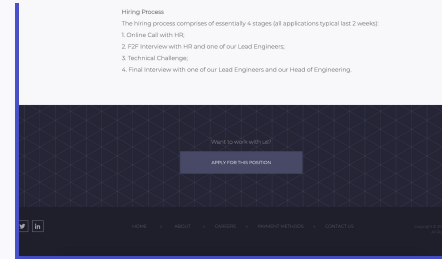 Hiring Process
The hiring process comprises of essentially 4 stages (all applications typical last 2 weeks):
1. Online Call with HR;
2. F2F Interview with HR and one of our Lead Engineers;
3. Technical Challenge;
4. Final Interview with one of our Lead Engineers and our Head of Engineering.
Want to work with us?
APPLY FOR THIS POSITION
in
HOME ABOUT CAREERS PAYOUT METHODS CONTACT US